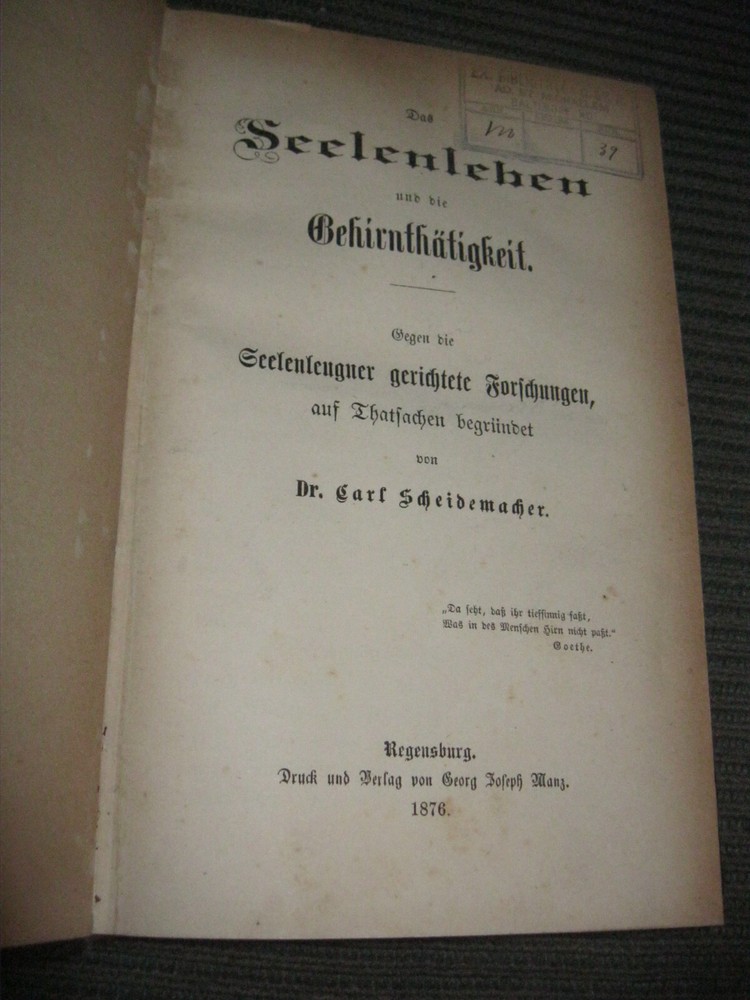 Das
Seelenleben
und die
Gehirnthätigkeit.
Gegen die
Seelenleugner gerichtete Forschungen,
auf Thatsachen begründet
von
Dr. Carl Scheidemacher.
„Da seht, daß ihr tiefsinnig faßt,
Was in des Menschen Hirn nicht paßt.“
Goethe.
Regensburg.
Druck und Verlag von Georg Joseph Manz.
1876.
39